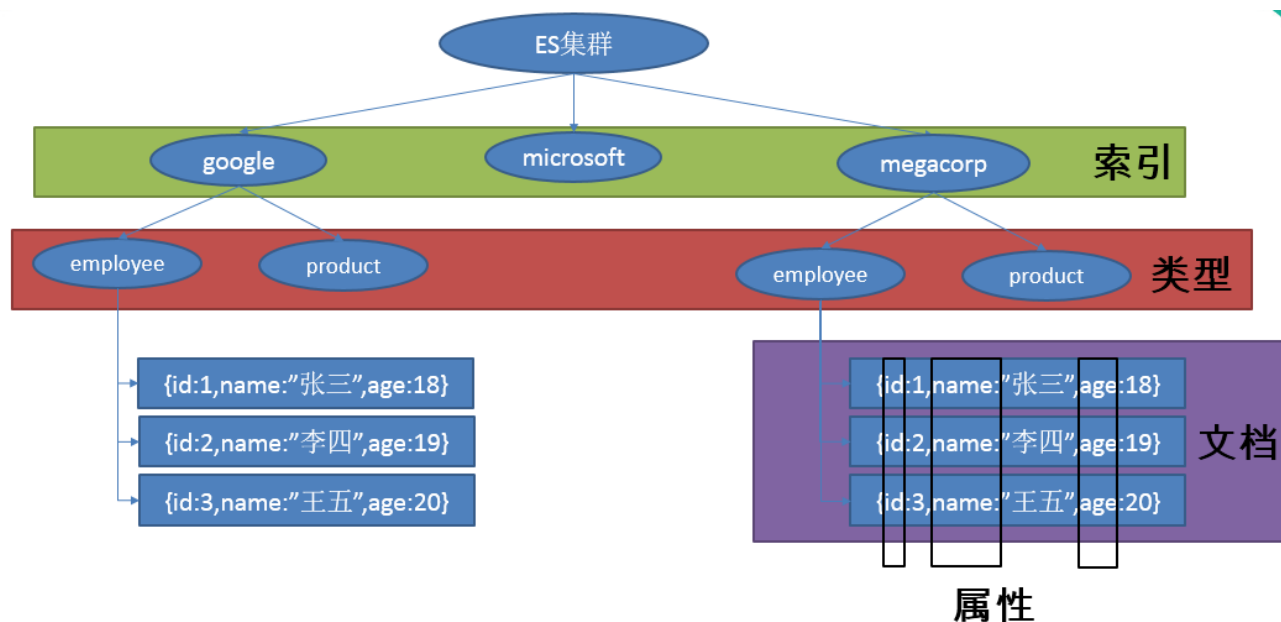 ES集群
google
microsoft
megacorp
索引
employee
product
employee
product
类型
{id:1,name:”张三”,age:18}
{id:2,name:”李四”,age:19}
{id:3,name:”王五”,age:20}
{id:1,name:”张三”,age:18}
{id:2,name:”李四”,age:19}
{id:3,name:”王五”,age:20}
文档
属性